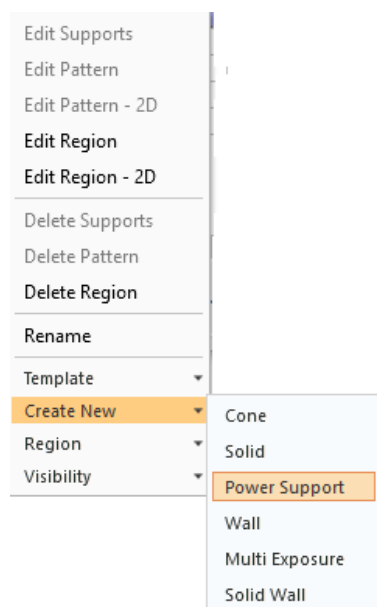 Edit Supports
Edit Pattern
Edit Pattern - 2D
Edit Region
Edit Region - 2D
Delete Supports
Delete Pattern
Delete Region
Rename
Template
Create New
Region
Visibility
Cone
Solid
Power Support
Wall
Multi Exposure
Solid Wall